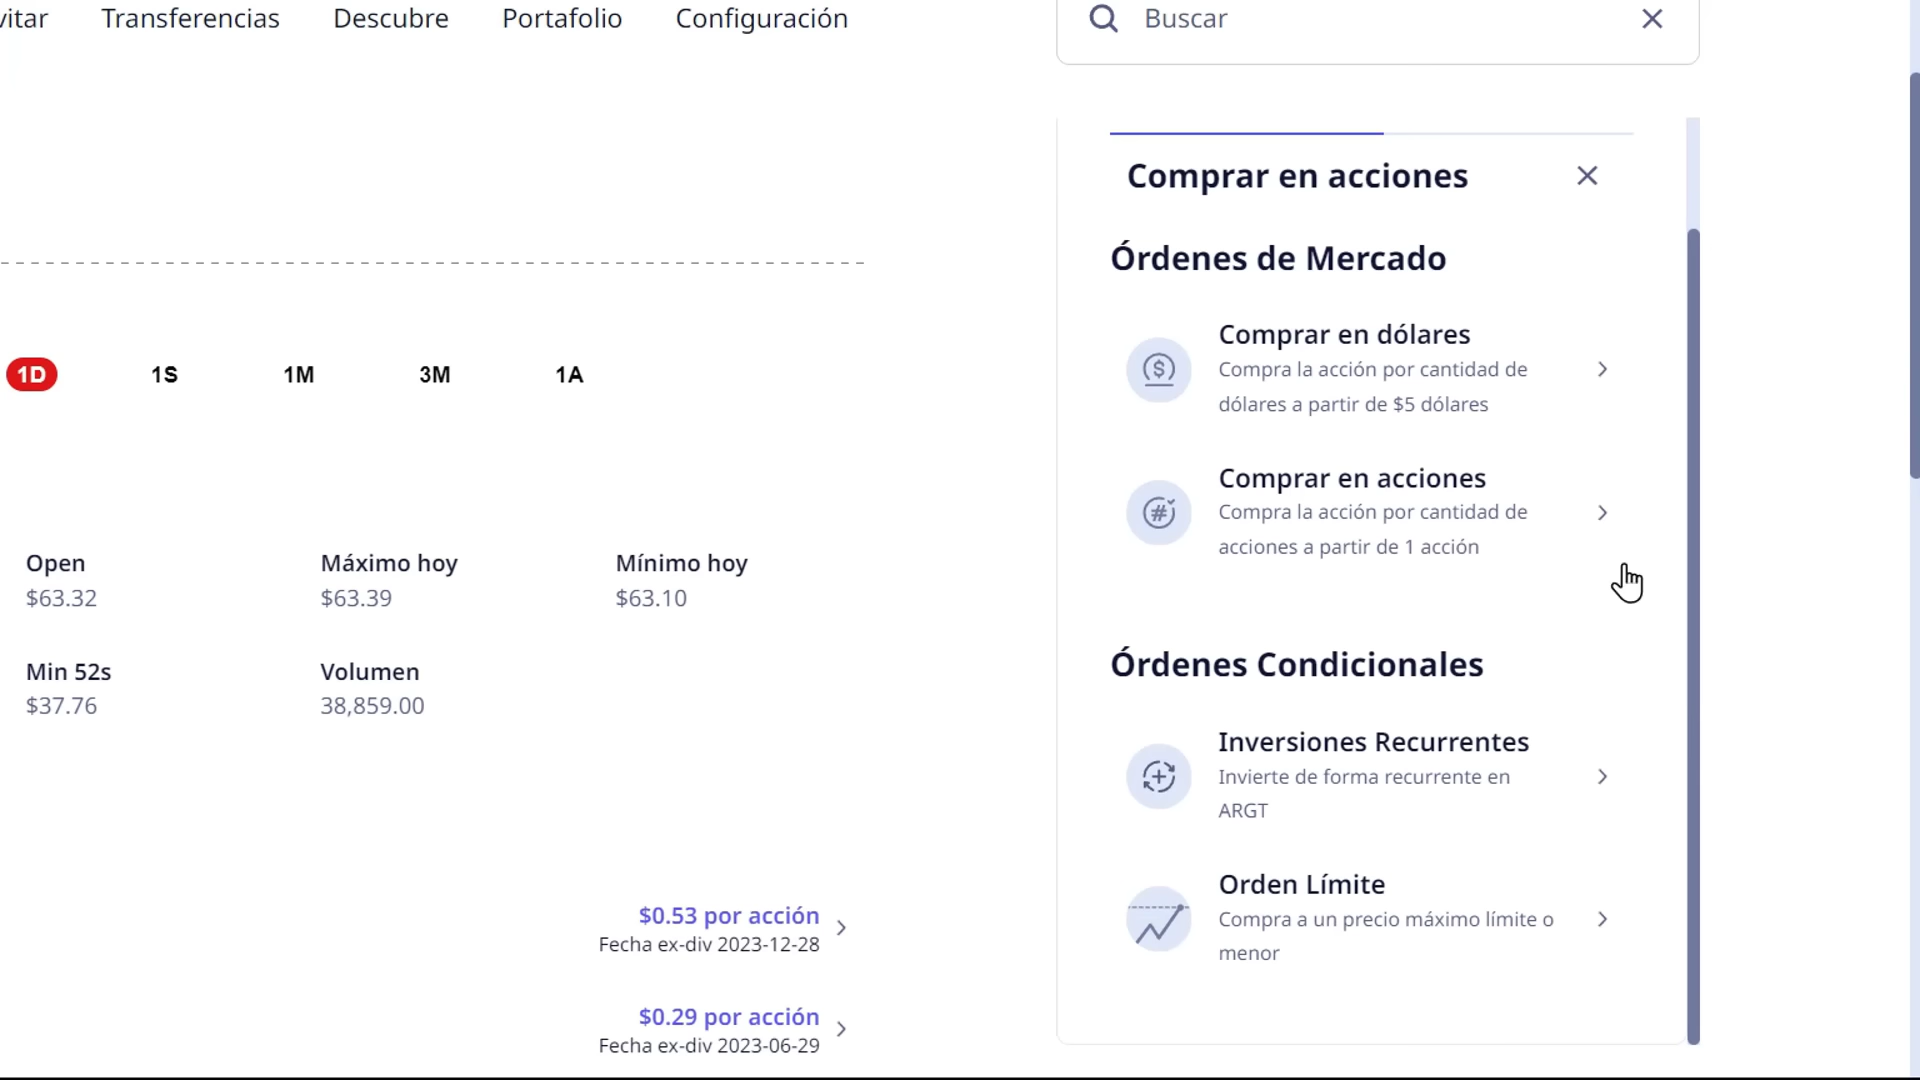 Transferencias Descubre Portafolio Configuración
Buscar
1D 1S 1M 3M 1A
Open Máximo hoy Mínimo hoy
$63.32 $63.39 $63.10
Min 52s Volumen
$37.76 38,859.00
$0.53 por acción
Fecha ex-div 2023-12-28
$0.29 por acción
Fecha ex-div 2023-06-29
Comprar en acciones
Órdenes de Mercado
Comprar en dólares
Compra la acción por cantidad de
dólares a partir de $5 dólares
Comprar en acciones
Compra la acción por cantidad de
acciones a partir de 1 acción
Órdenes Condicionales
Inversiones Recurrentes
Invierte de forma recurrente en
ARGT
Orden Límite
Compra a un precio máximo límite o
menor